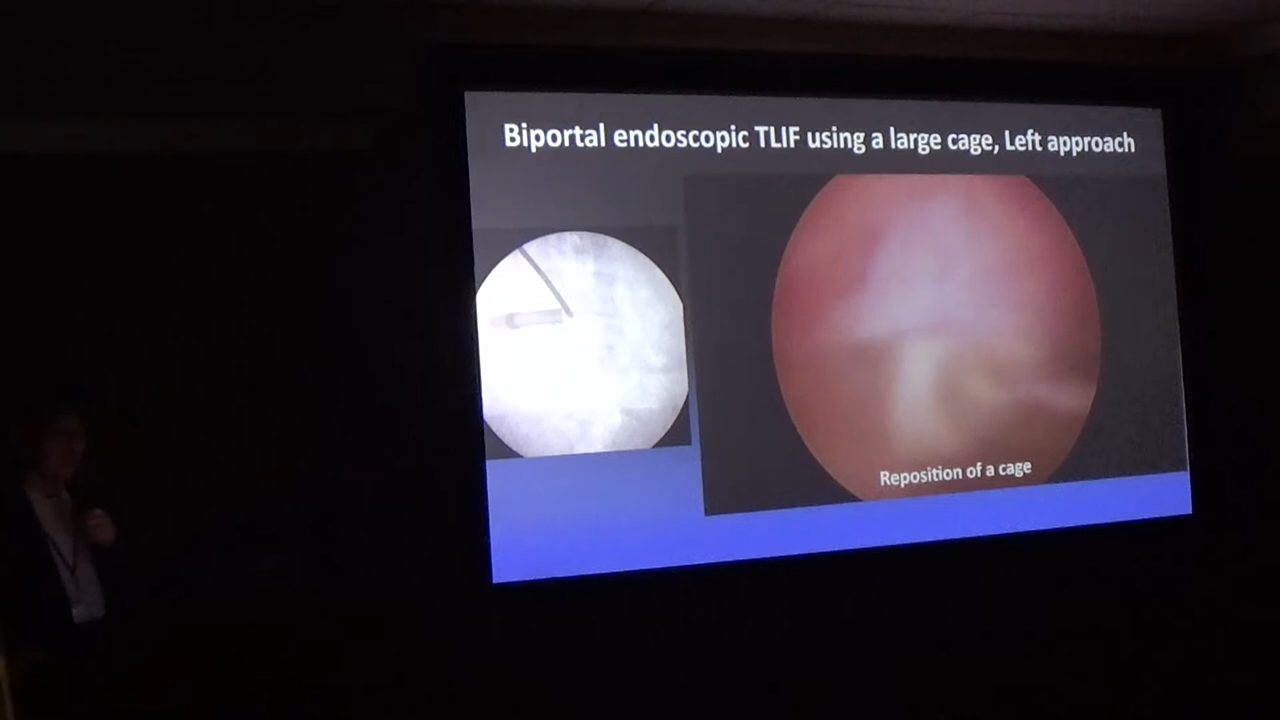 Biportal endoscopic TLIF using a large cage, Left approach
Reposition of a cage